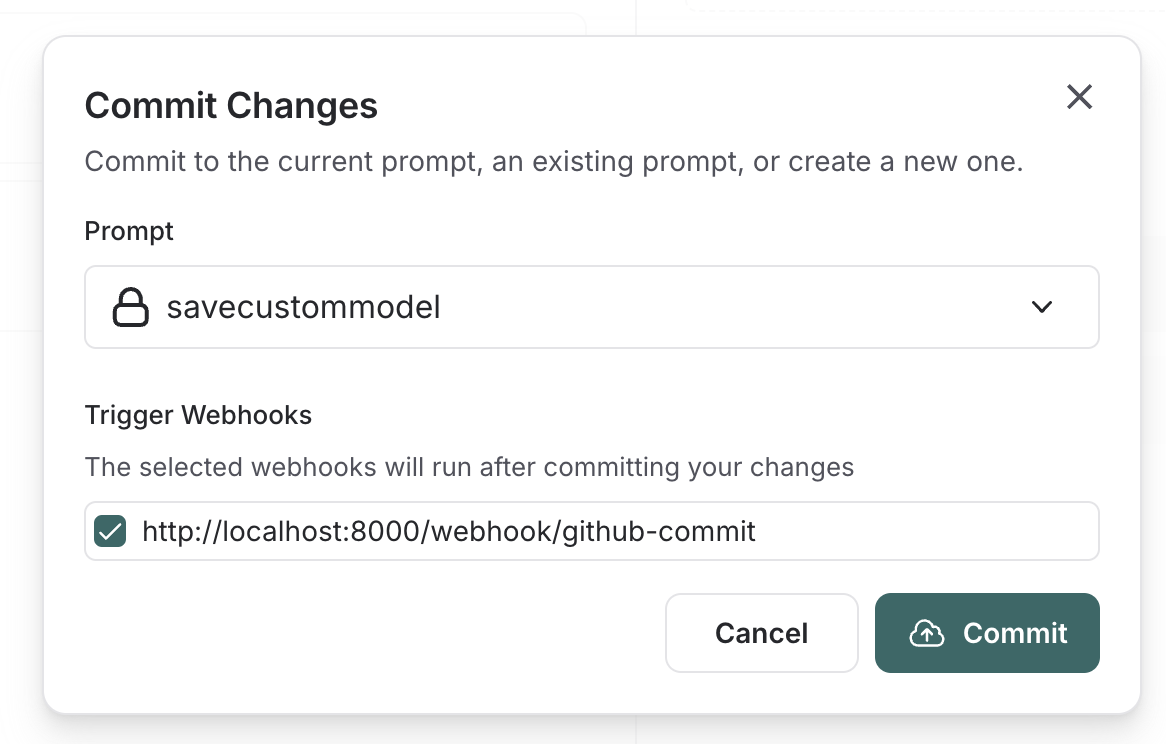 Commit Changes
Commit to the current prompt, an existing prompt, or create a new one.
Prompt
savecustommodel
Trigger Webhooks
The selected webhooks will run after committing your changes
http://localhost:8000/webhook/github-commit
Cancel
Commit